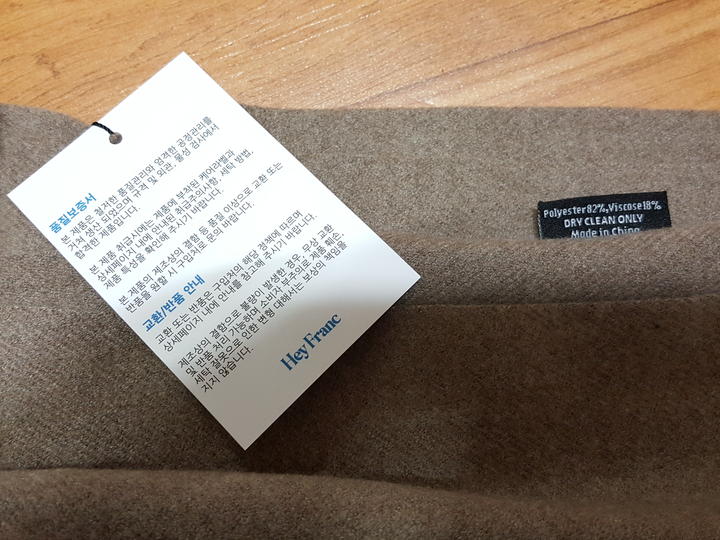 품질보증서
본 제품은 철저한 품질관리와 엄격한 공정관리를
거쳐 생산 되었으며 규격 및 외관, 물성 검사에서
합격한 제품입니다.
본 제품 취급시에는 제품에 부착된 케어라벨과
상세페이지 내에 안내된 취급주의사항, 세탁 방법,
제품 특성을 확인해 주시기 바랍니다.
본 제품의 제조상의 결함 등 품질 이상으로 교환 또는
반품을 원할 시 구입처로 문의 바랍니다.
교환/반품 안내
교환 또는 반품은 구입처의 해당 정책에 따르며
상세페이지 내에 안내를 참고해 주시기 바랍니다.
제조상의 결함으로 불량이 발생한 경우, 무상 교환
및 반품 처리 가능하며 소비자 부주의로 제품 훼손,
세탁 잘못으로 인한 변형 대해서는 보상의 책임을
지지 않습니다.
Hey Franc
Polyester82%,Viscose18%
DRY CLEAN ONLY
Made in China